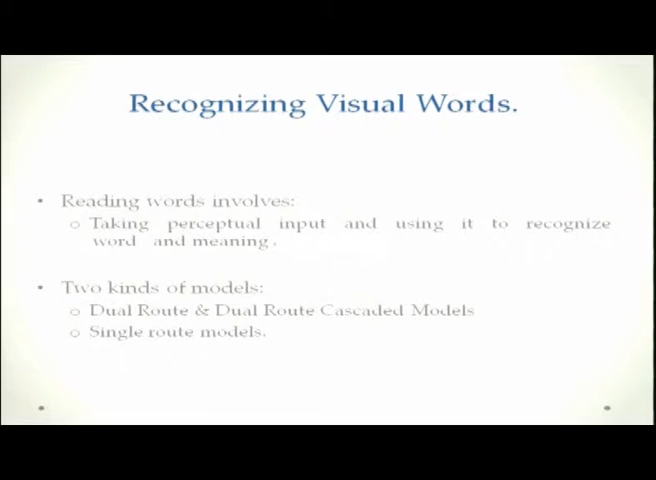 Recognizing Visual Words.
• Reading words involves:
o Taking perceptual input and using it to recognize
word and meaning.
• Two kinds of models:
o Dual Route & Dual Route Cascaded Models
o Single route models.